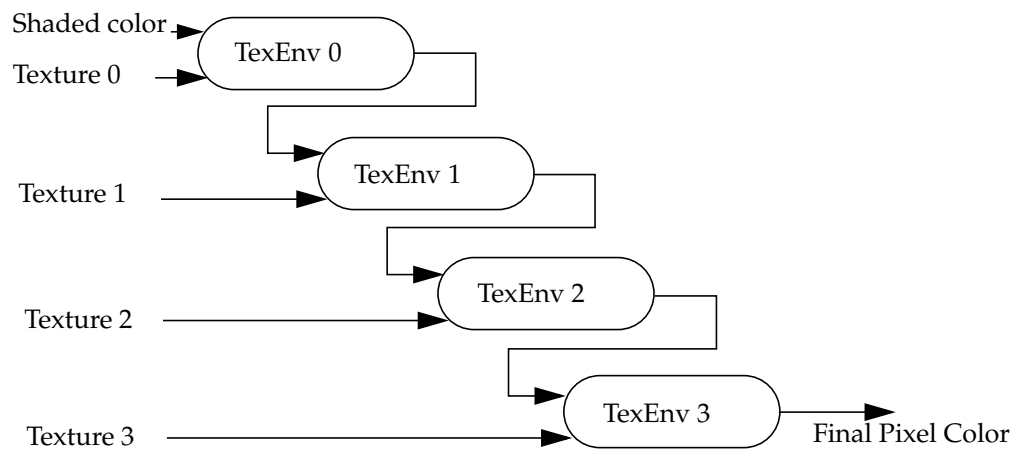 Shaded color
TexEnv 0
Texture 0
TexEnv 1
Texture 1
TexEnv 2
Texture 2
TexEnv 3
Final Pixel Color
Texture 3